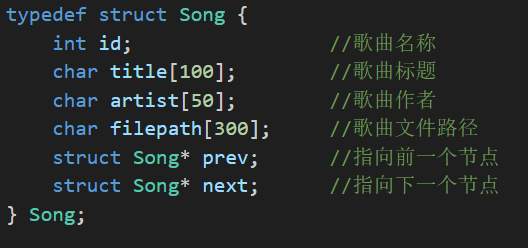 typedef struct Song {
    int id;                //歌曲名称
    char title[100];       //歌曲标题
    char artist[50];       //歌曲作者
    char filepath[300];    //歌曲文件路径
    struct Song* prev;     //指向前一个节点
    struct Song* next;     //指向下一个节点
} Song;